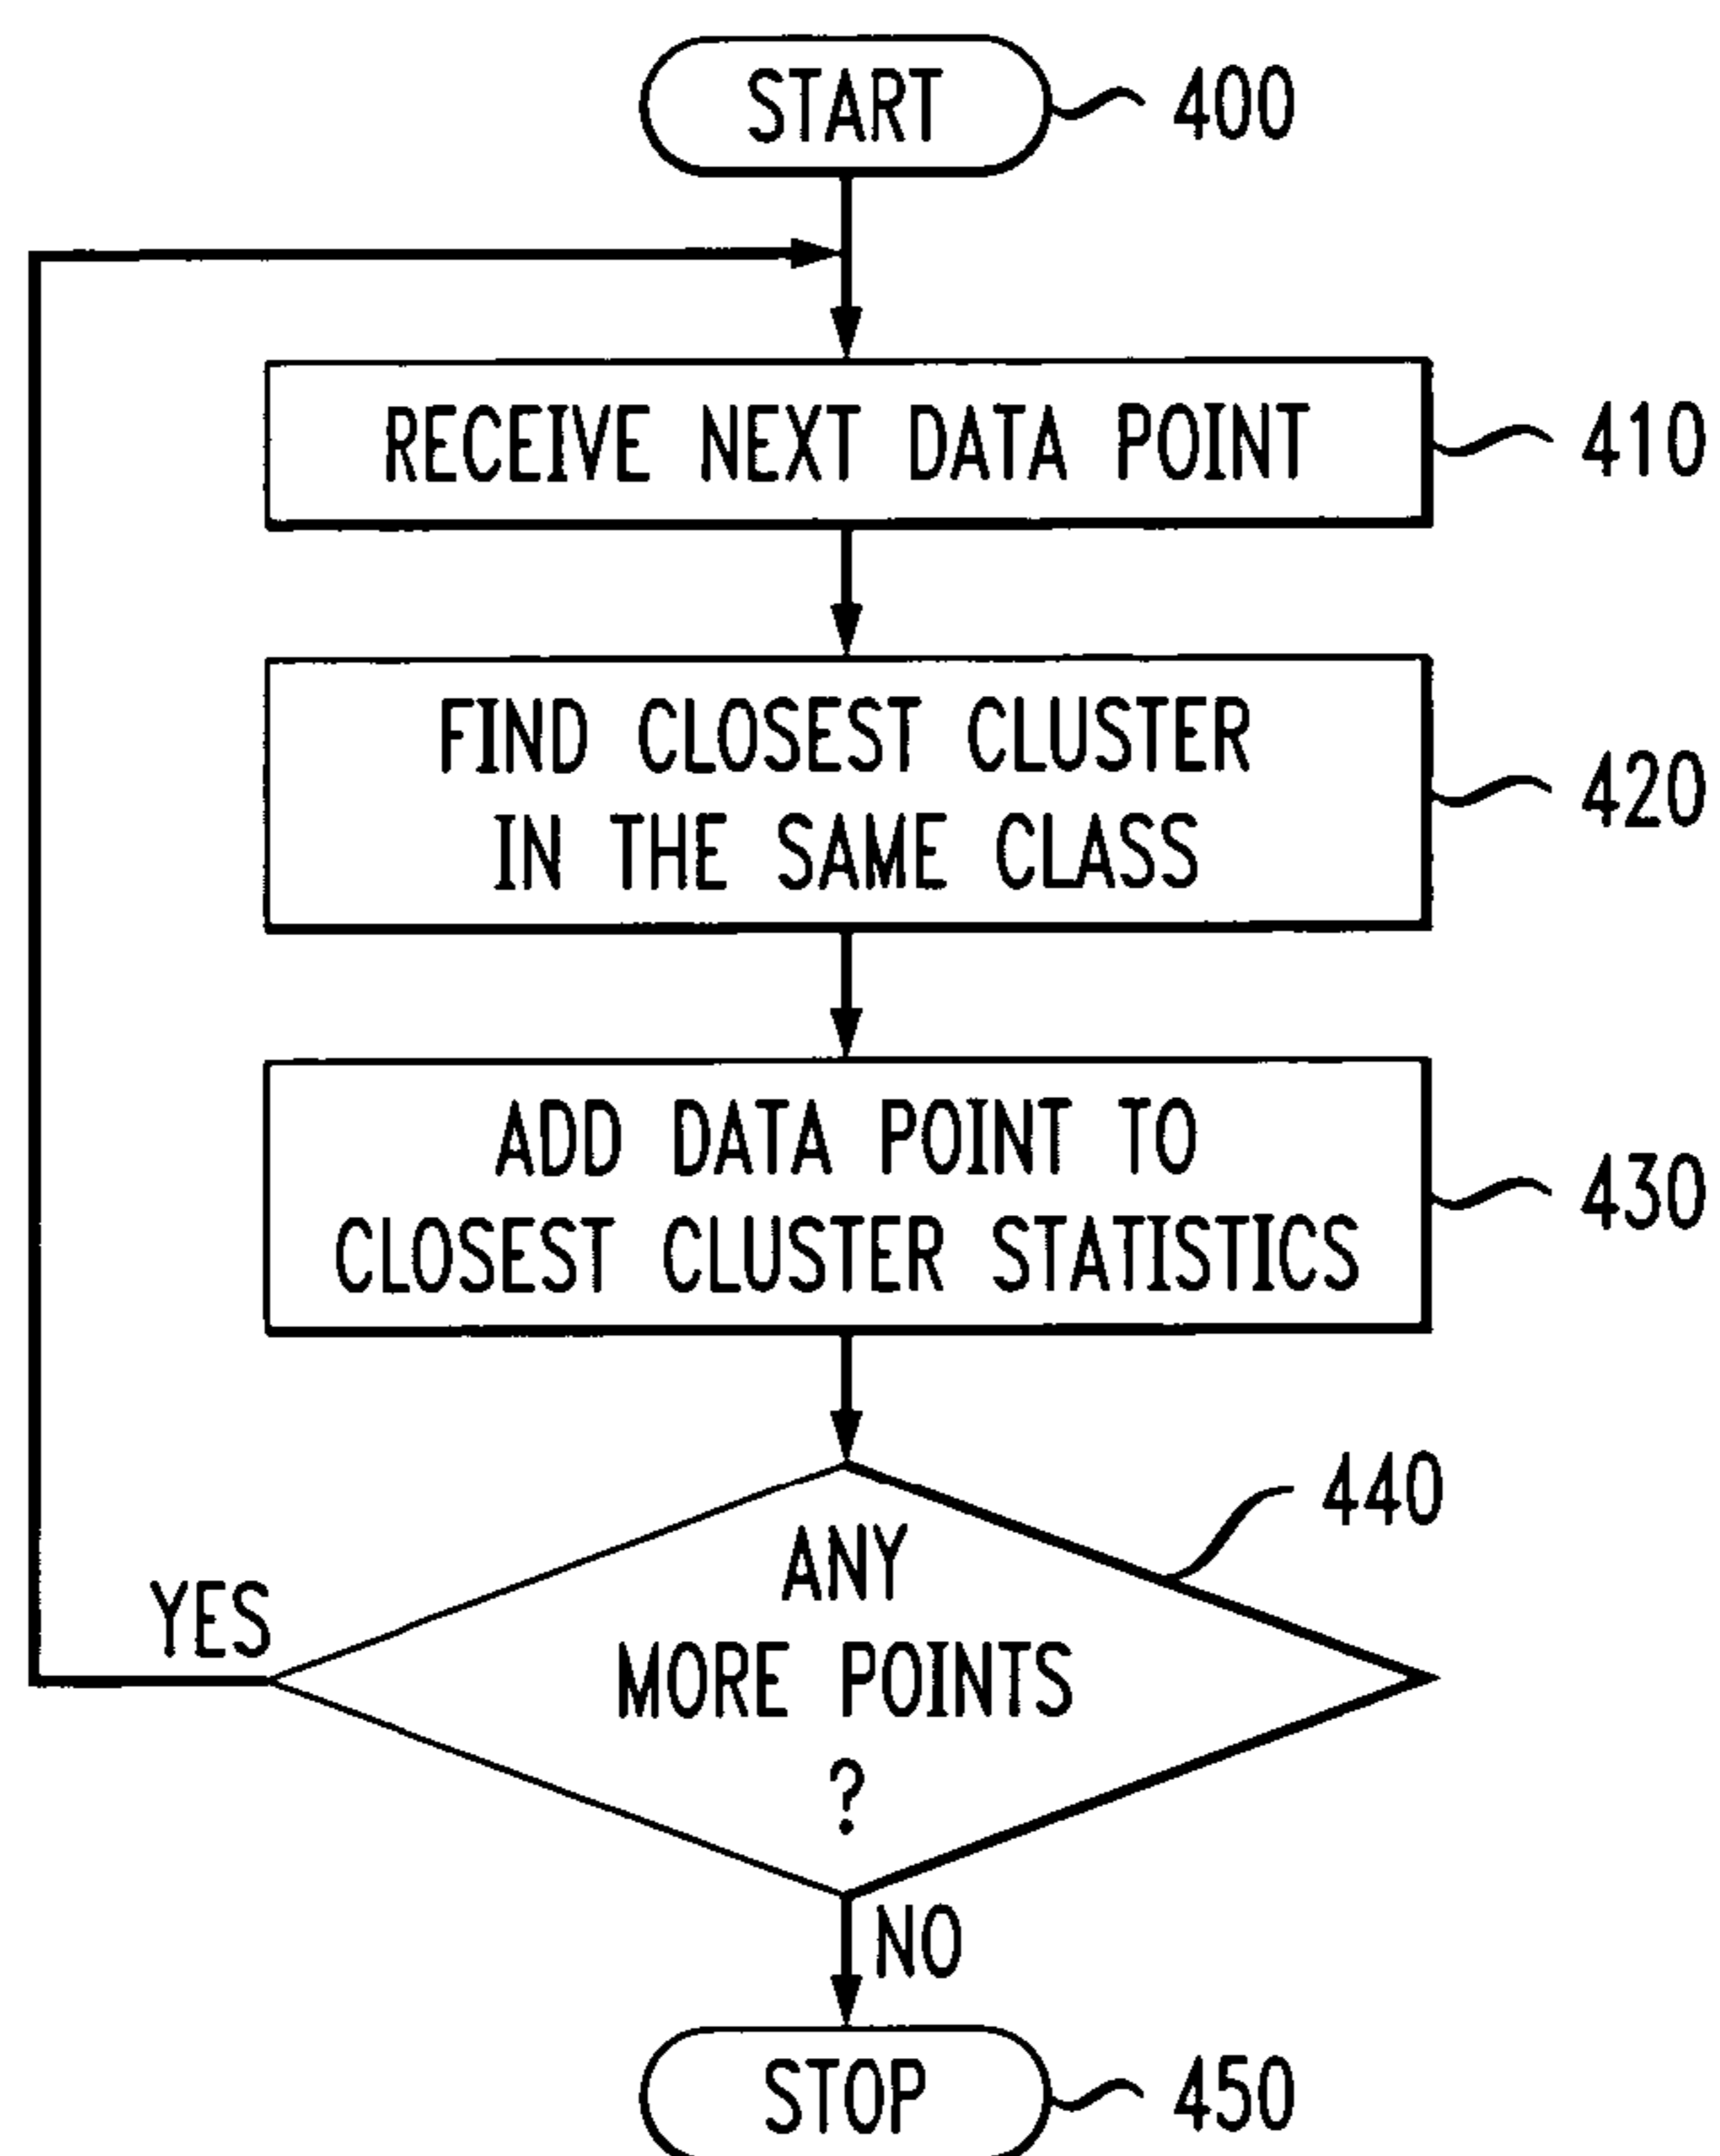 START
400
RECEIVE NEXT DATA POINT
410
FIND CLOSEST CLUSTER
IN THE SAME CLASS
420
ADD DATA POINT TO
CLOSEST CLUSTER STATISTICS
430
440
ANY
MORE POINTS
?
YES
NO
STOP
450